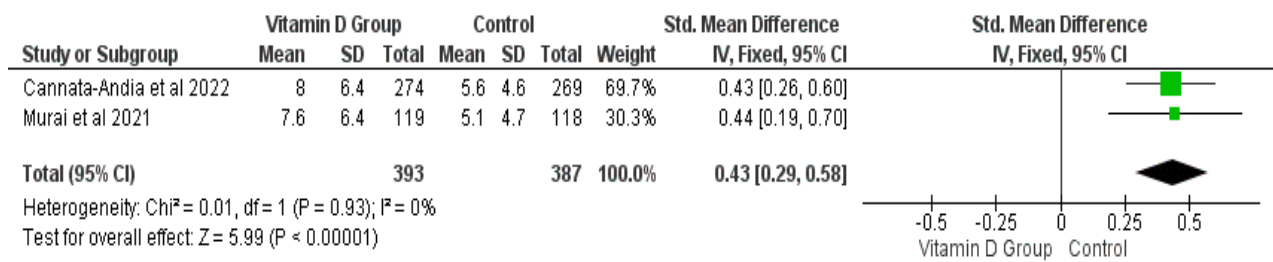 Vitamin D Group Control Std. Mean Difference Std. Mean Difference
Study or Subgroup Mean SD Total Mean SD Total Weight IV, Fixed, 95% CI IV, Fixed, 95% CI
Cannata-Andia et al 2022 8 6.4 274 5.6 4.6 269 69.7% 0.43 [0.26, 0.60]
Murai et al 2021 7.6 6.4 119 5.1 4.7 118 30.3% 0.44 [0.19, 0.70]
Total (95% CI) 393 387 100.0% 0.43 [0.29, 0.58]
Heterogeneity: Chi² = 0.01, df = 1 (P = 0.93); I² = 0%
Test for overall effect: Z = 5.99 (P < 0.00001)
-0.5 -0.25 0 0.25 0.5
Vitamin D Group Control